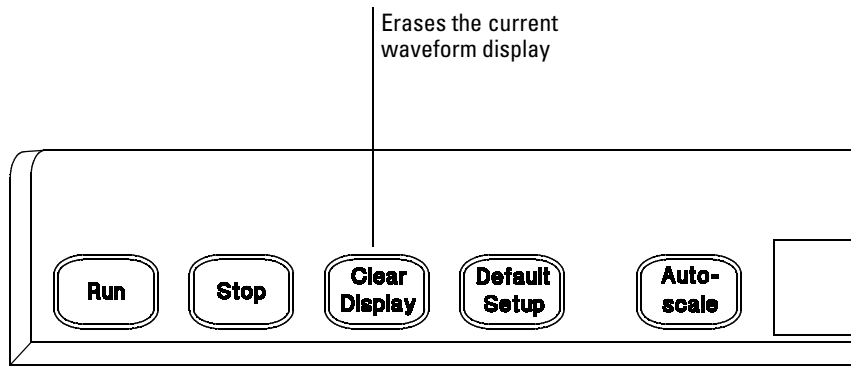 Erases the current
waveform display
Run
Stop
Clear
Display
Default
Setup
Auto-
scale